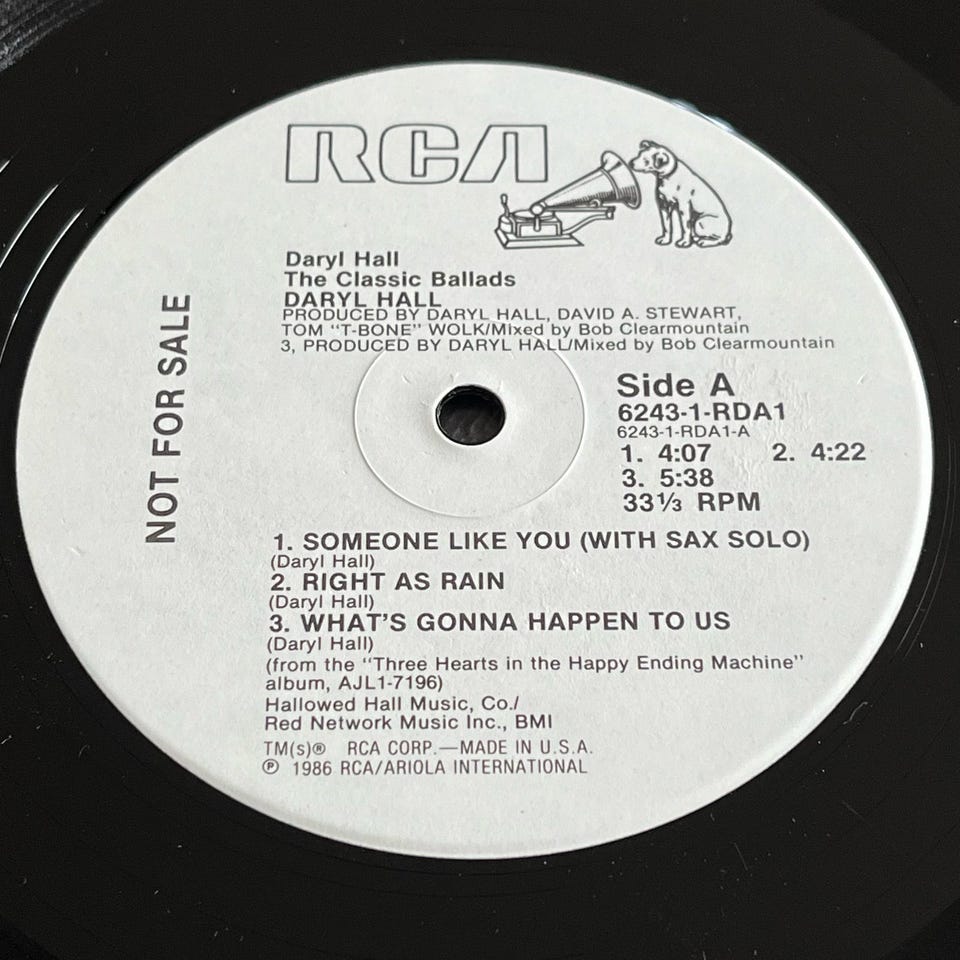 RCA
Daryl Hall
The Classic Ballads
DARYL HALL
PRODUCED BY DARYL HALL, DAVID A. STEWART,
TOM "T-BONE" WOLK/Mixed by Bob Clearmountain
3, PRODUCED BY DARYL HALL/Mixed by Bob Clearmountain
NOT FOR SALE
Side A
6243-1-RDA1
6243-1-RDA1-A
1. 4:07 2. 4:22
3. 5:38
33⅓ RPM
1. SOMEONE LIKE YOU (WITH SAX SOLO)
(Daryl Hall)
2. RIGHT AS RAIN
(Daryl Hall)
3. WHAT'S GONNA HAPPEN TO US
(Daryl Hall)
(from the "Three Hearts in the Happy Ending Machine"
album, AJL1-7196)
Hallowed Hall Music, Co./
Red Network Music Inc., BMI
TM(s)® RCA CORP.—MADE IN U.S.A.
℗ 1986 RCA/ARIOLA INTERNATIONAL